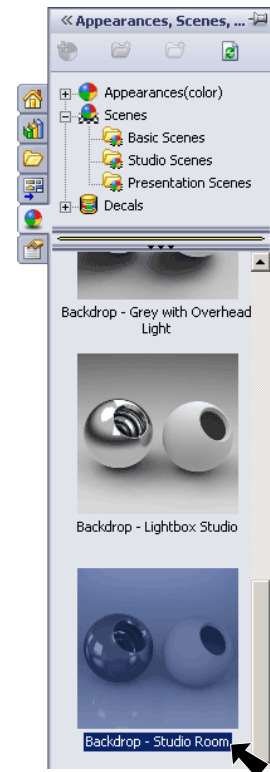 Appearances, Scenes, ...
Appearances(color)
Scenes
Basic Scenes
Studio Scenes
Presentation Scenes
Decals
Backdrop - Grey with Overhead
Light
Backdrop - Lightbox Studio
Backdrop - Studio Room